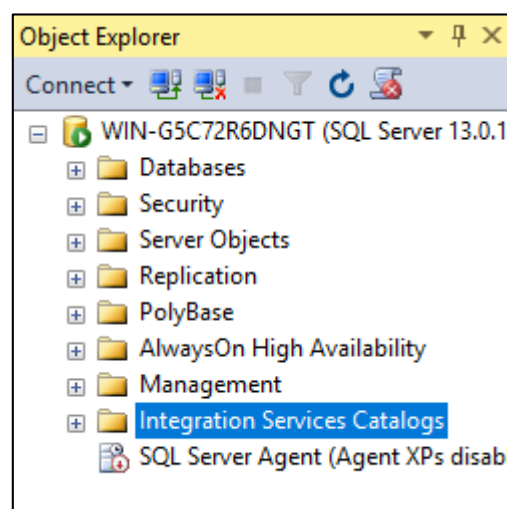 Object Explorer
Connect
WIN-G5C72R6DNGT (SQL Server 13.0.1
Databases
Security
Server Objects
Replication
PolyBase
AlwaysOn High Availability
Management
Integration Services Catalogs
SQL Server Agent (Agent XPs disab